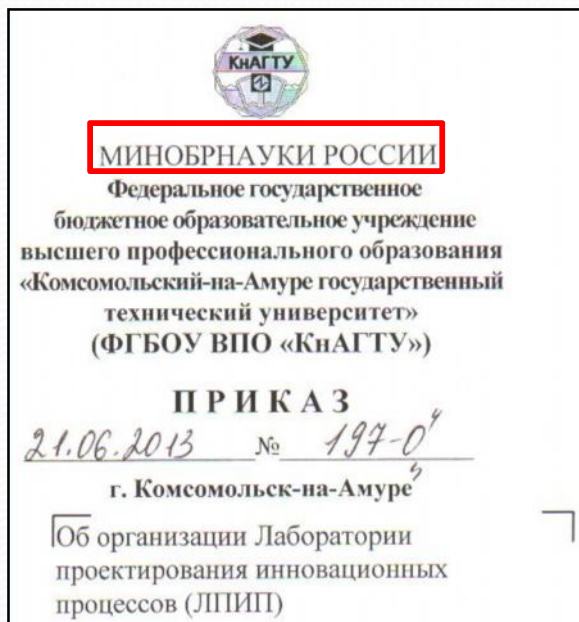 КнАГТУ
МИНОБРНАУКИ РОССИИ
Федеральное государственное
бюджетное образовательное учреждение
высшего профессионального образования
«Комсомольский-на-Амуре государственный
технический университет»
(ФГБОУ ВПО «КнАГТУ»)
ПРИКАЗ
21.06.2013 № 197-О
г. Комсомольск-на-Амуре
Об организации Лаборатории
проектирования инновационных
процессов (ЛПИП)